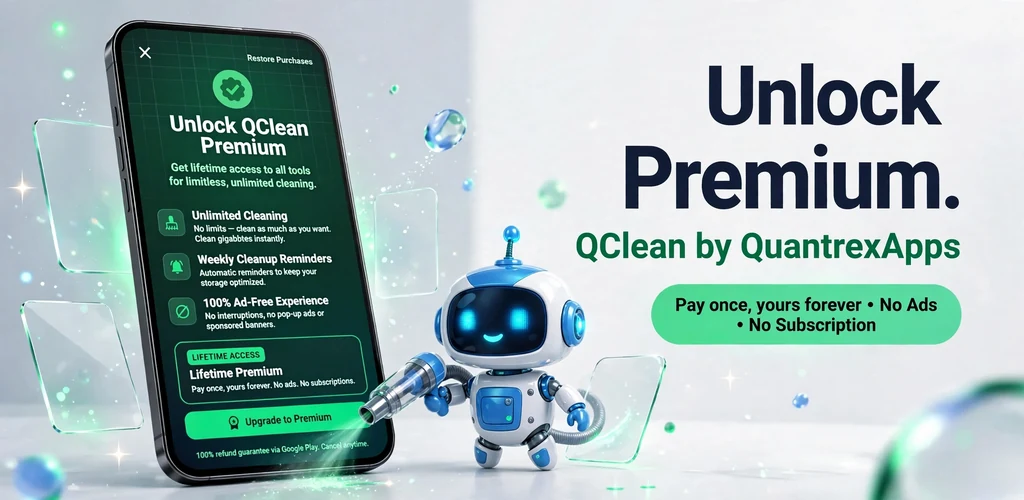 Restore Purchases
Unlock QClean
Premium
Get lifetime access to all tools
for limitless, unlimited cleaning.
Unlimited Cleaning
No limits — clean as much as you want.
Clean gigabbtes instantly.
Weekly Cleanup Reminders
Automatic reminders to keep your
storage optimized.
100% Ad-Free Experience
No interruptions, no pop-up ads or
sponsored banners.
LIFETIME ACCESS
Lifetime Premium
Pay once, yours forever. No ads. No subscriptions.
Upgrade to Premium
100% refund guarantee via Google Play. Cancel anytime.
Unlock
Premium.
QClean by QuantrexApps
Pay once, yours forever • No Ads
• No Subscription